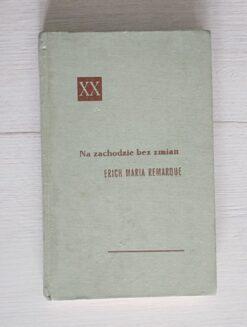 XX
Na zachodzie bez zmian
ERICH MARIA REMARQUE